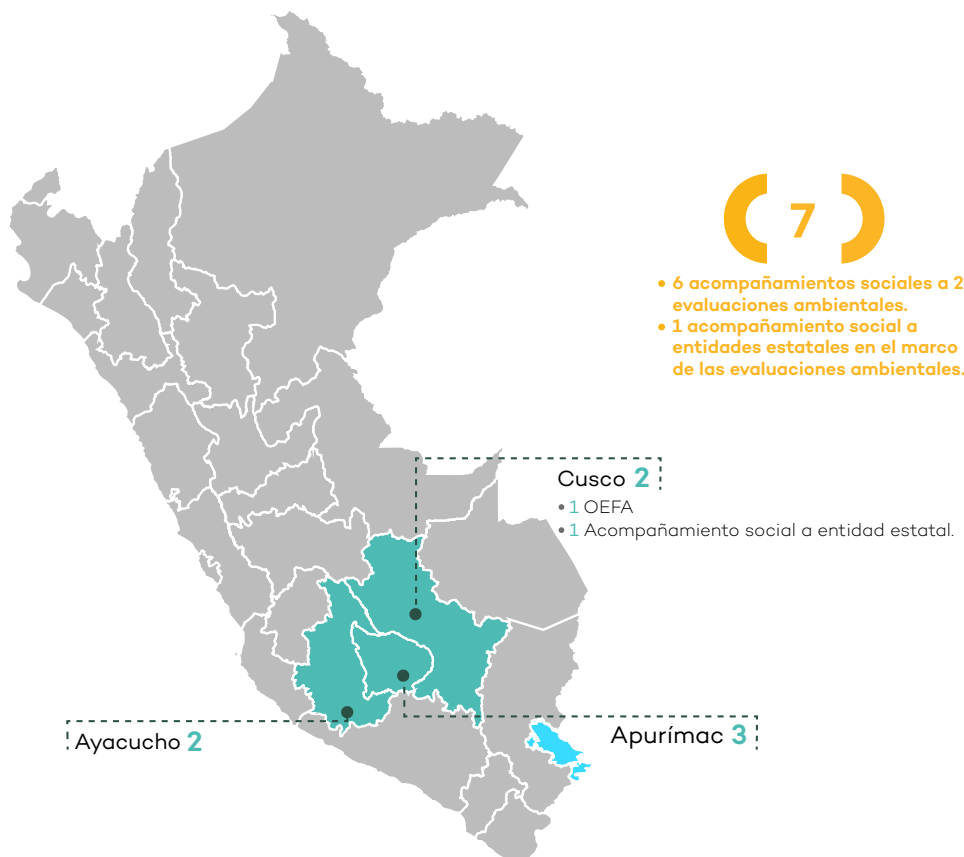 7
• 6 acompañamientos sociales a 2
evaluaciones ambientales.
• 1 acompañamiento social a
entidades estatales en el marco
de las evaluaciones ambientales.
Cusco 2
• 1 OEFA
• 1 Acompañamiento social a entidad estatal.
Ayacucho 2
Apurímac 3